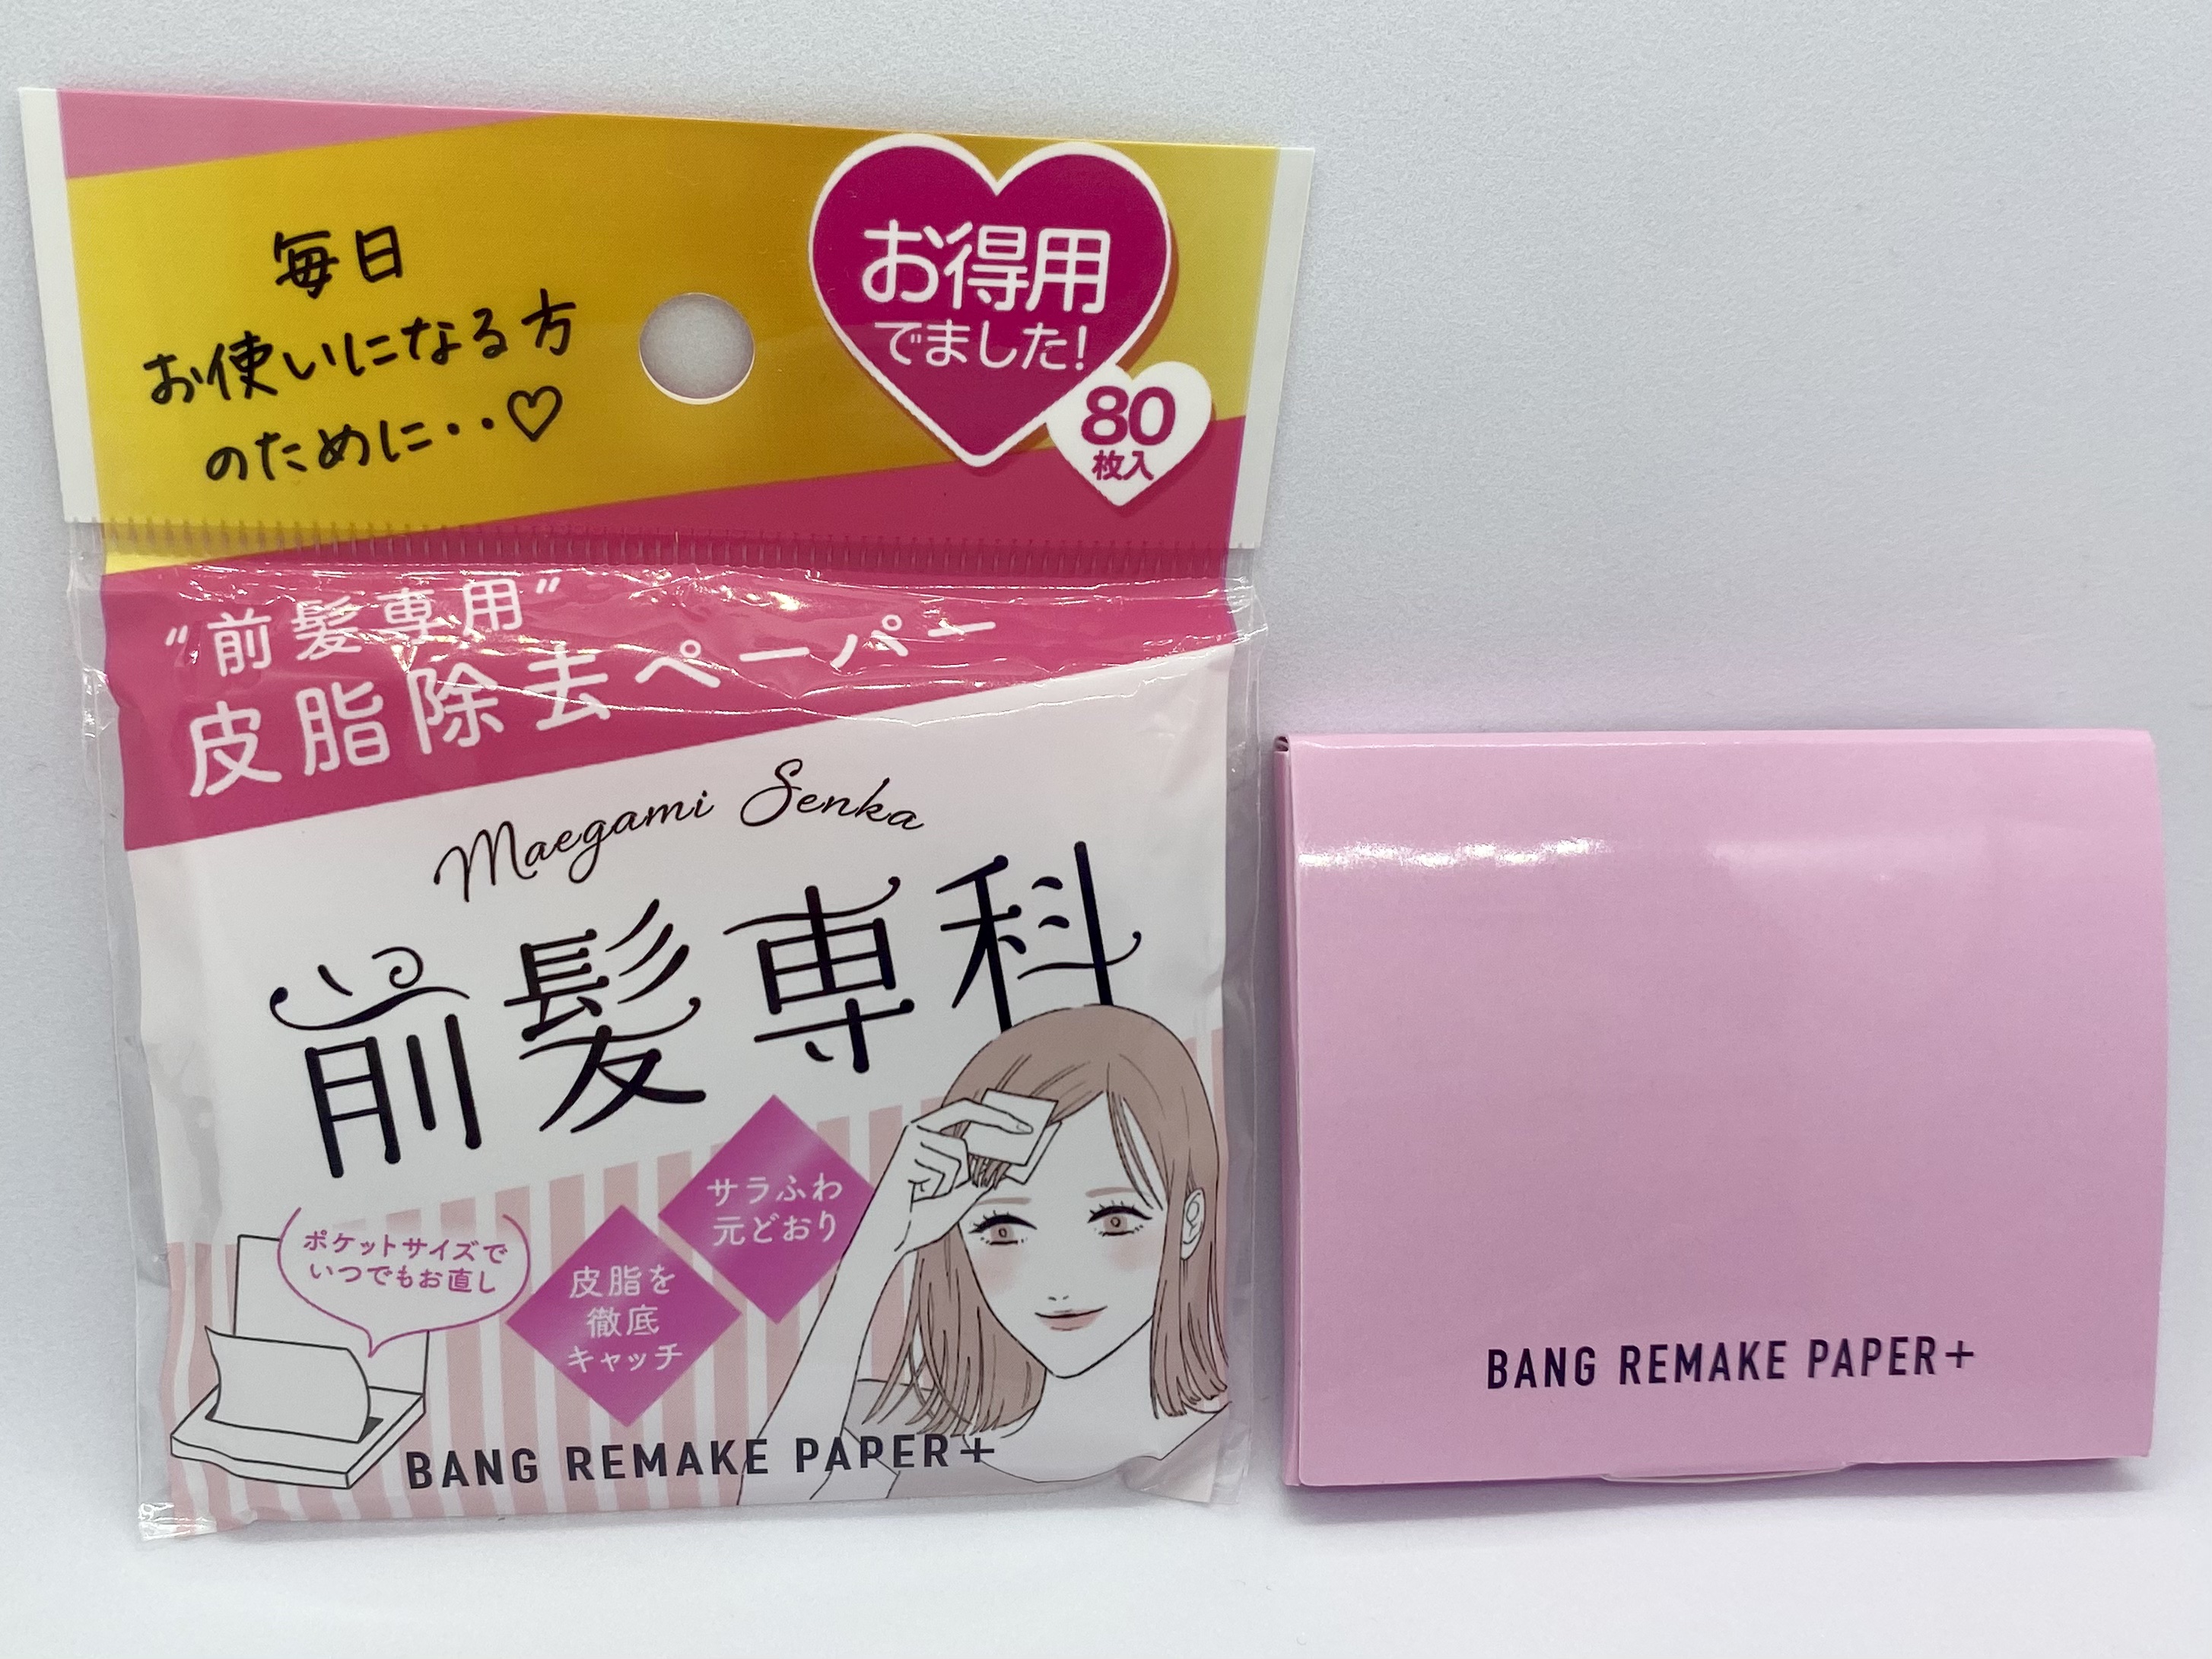 毎日
お使いになる方
のために・・♡
お得用
でました!
80
枚入
"前髪専用"
皮脂除去ペーパー
Maegami Senka
前髪専科
サラふわ
元どおり
ポケットサイズで
いつでもお直し
皮脂を
徹底
キャッチ
BANG REMAKE PAPER+
BANG REMAKE PAPER+